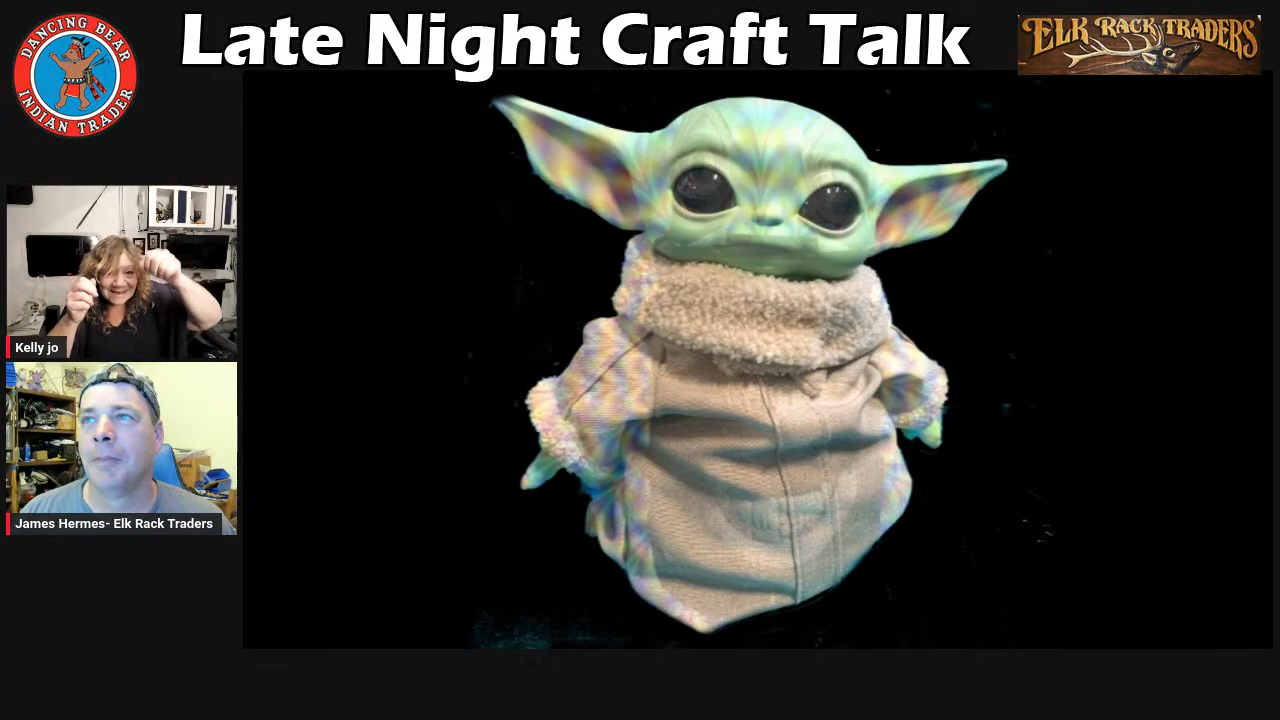 DANCING BEAR
INDIAN TRADER
Late Night Craft Talk
ELK RACK TRADERS
Kelly jo
James Hermes- Elk Rack Traders